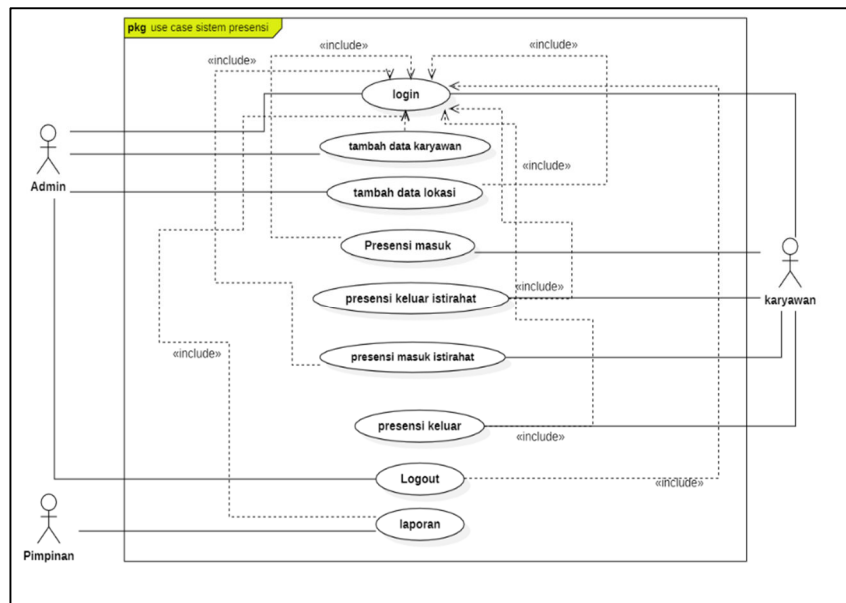 pkg use case sistem presensi
«include»
«include»
«include»
«include»
login
tambah data karyawan
Admin
«include»
tambah data lokasi
Presensi masuk
presensi keluar istirahat
«include»
karyawan
«include»
presensi masuk istirahat
presensi keluar
«include»
Logout
«include»
laporan
Pimpinan